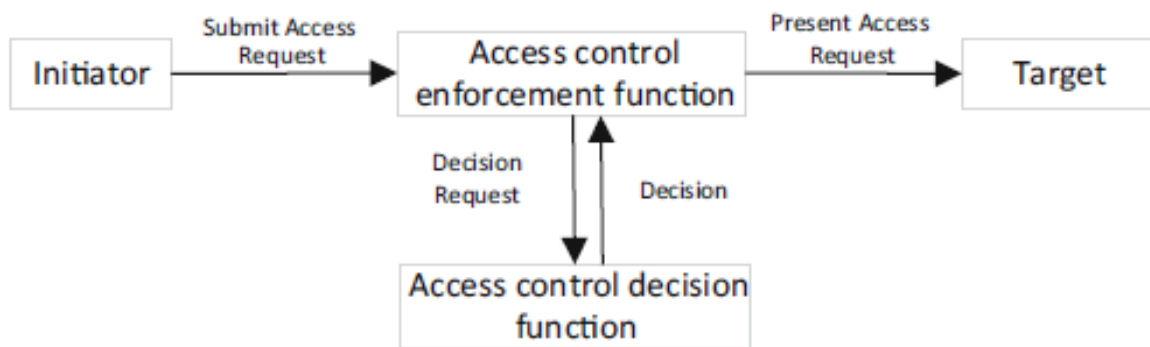 Submit Access
Request
Present Access
Request
Initiator
Access control
enforcement function
Target
Decision
Request
Decision
Access control decision
function